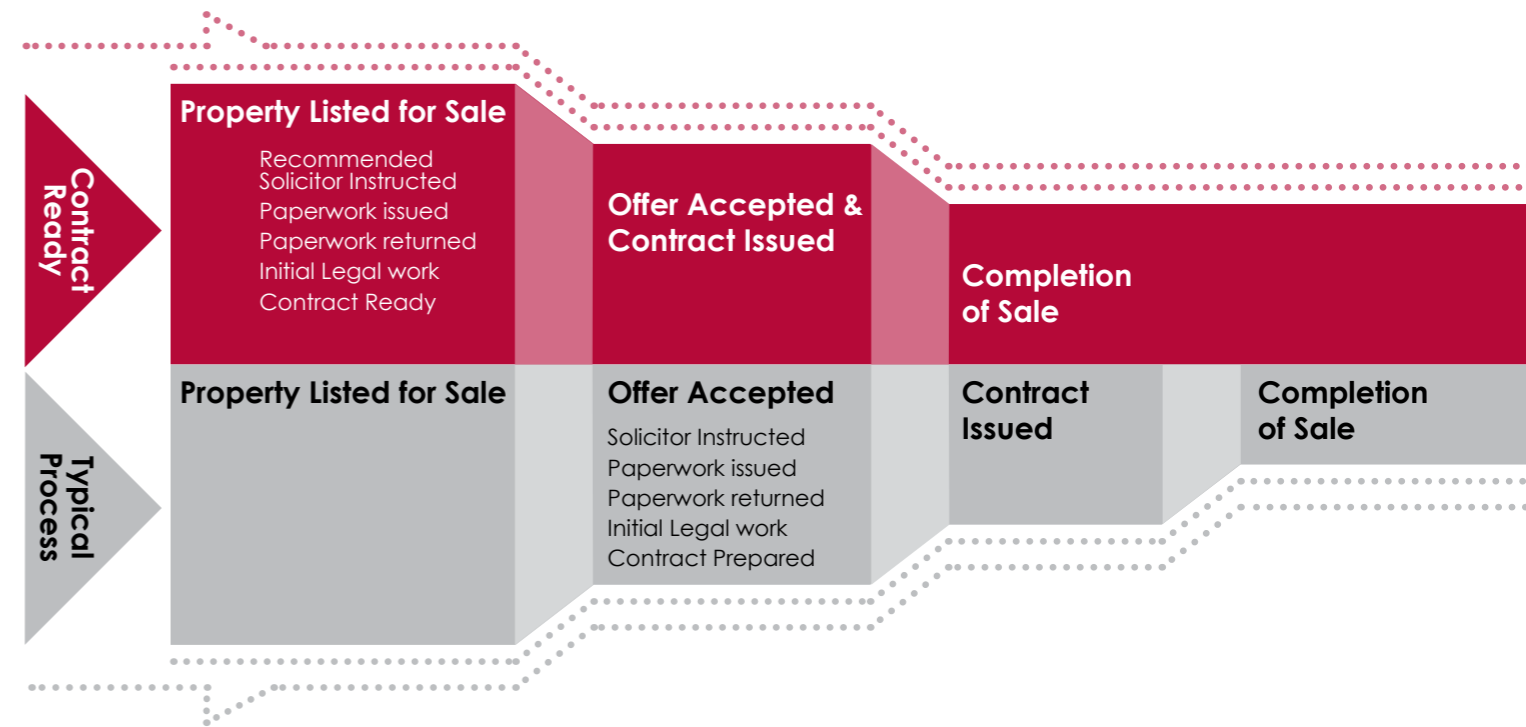 Contract
Ready
Property Listed for Sale
Recommended
Solicitor Instructed
Paperwork issued
Paperwork returned
Initial Legal work
Contract Ready
Offer Accepted &
Contract Issued
Completion
of Sale
Typical
Process
Property Listed for Sale
Offer Accepted
Solicitor Instructed
Paperwork issued
Paperwork returned
Initial Legal work
Contract Prepared
Contract
Issued
Completion
of Sale